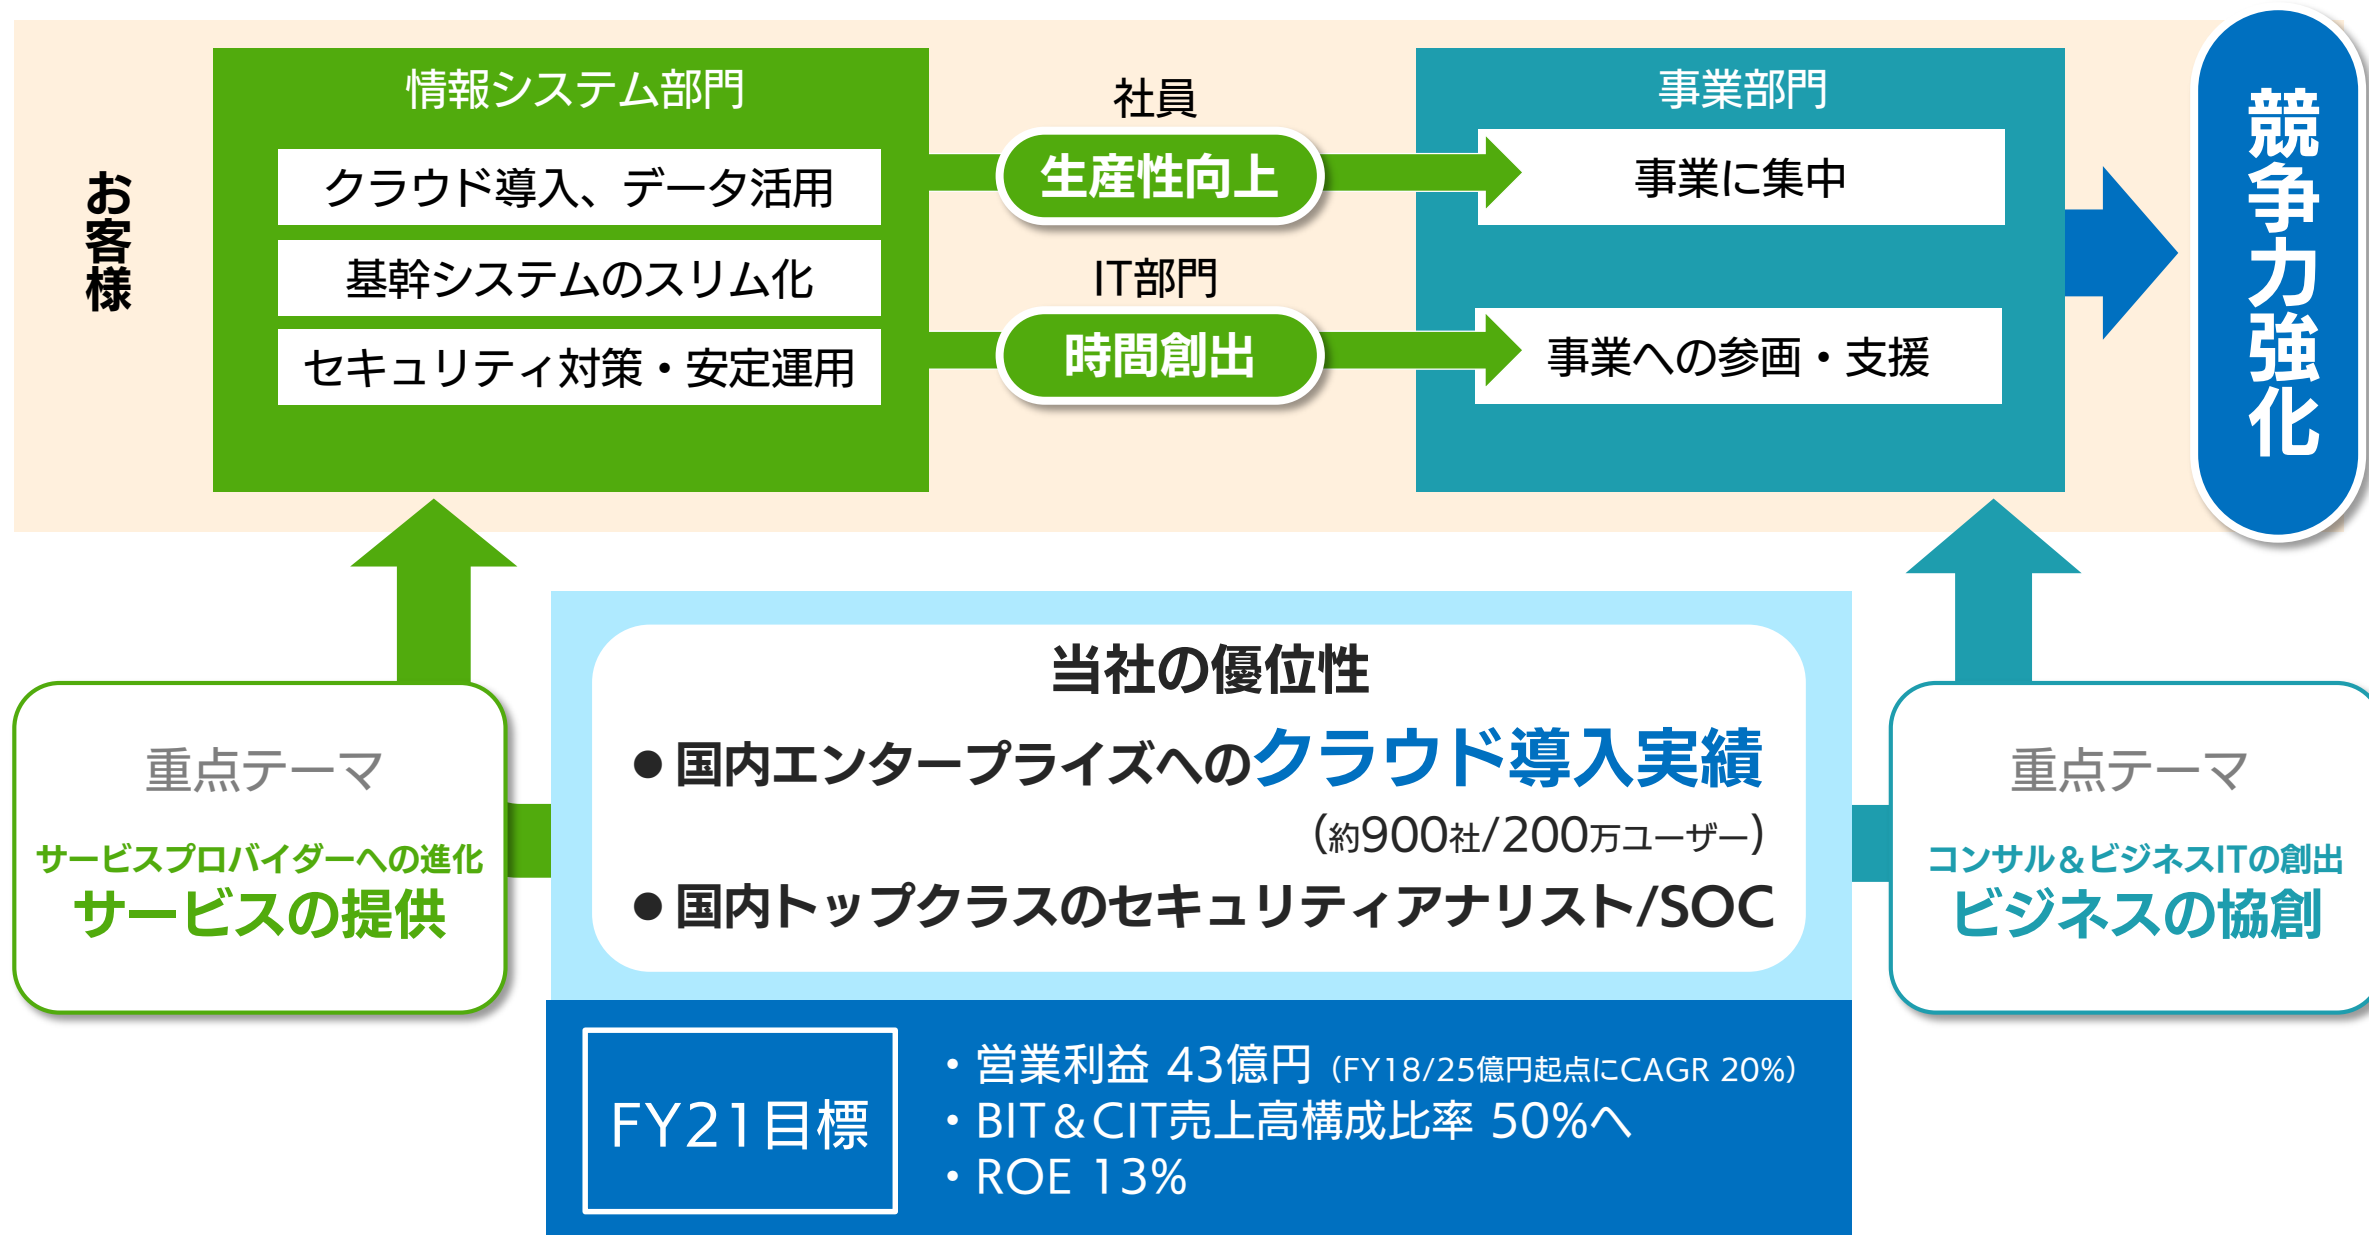 お客様
情報システム部門
クラウド導入、データ活用
基幹システムのスリム化
セキュリティ対策・安定運用
社員
生産性向上
IT部門
時間創出
事業部門
事業に集中
事業への参画・支援
競争力強化
重点テーマ
サービスプロバイダーへの進化
サービスの提供
当社の優位性
●国内エンタープライズへのクラウド導入実績
(約900社/200万ユーザー)
●国内トップクラスのセキュリティアナリスト/SOC
重点テーマ
コンサル＆ビジネスITの創出
ビジネスの協創
FY21目標
・営業利益 43億円（FY18/25億円起点にCAGR 20%）
・BIT＆CIT売上高構成比率 50%へ
・ROE 13%